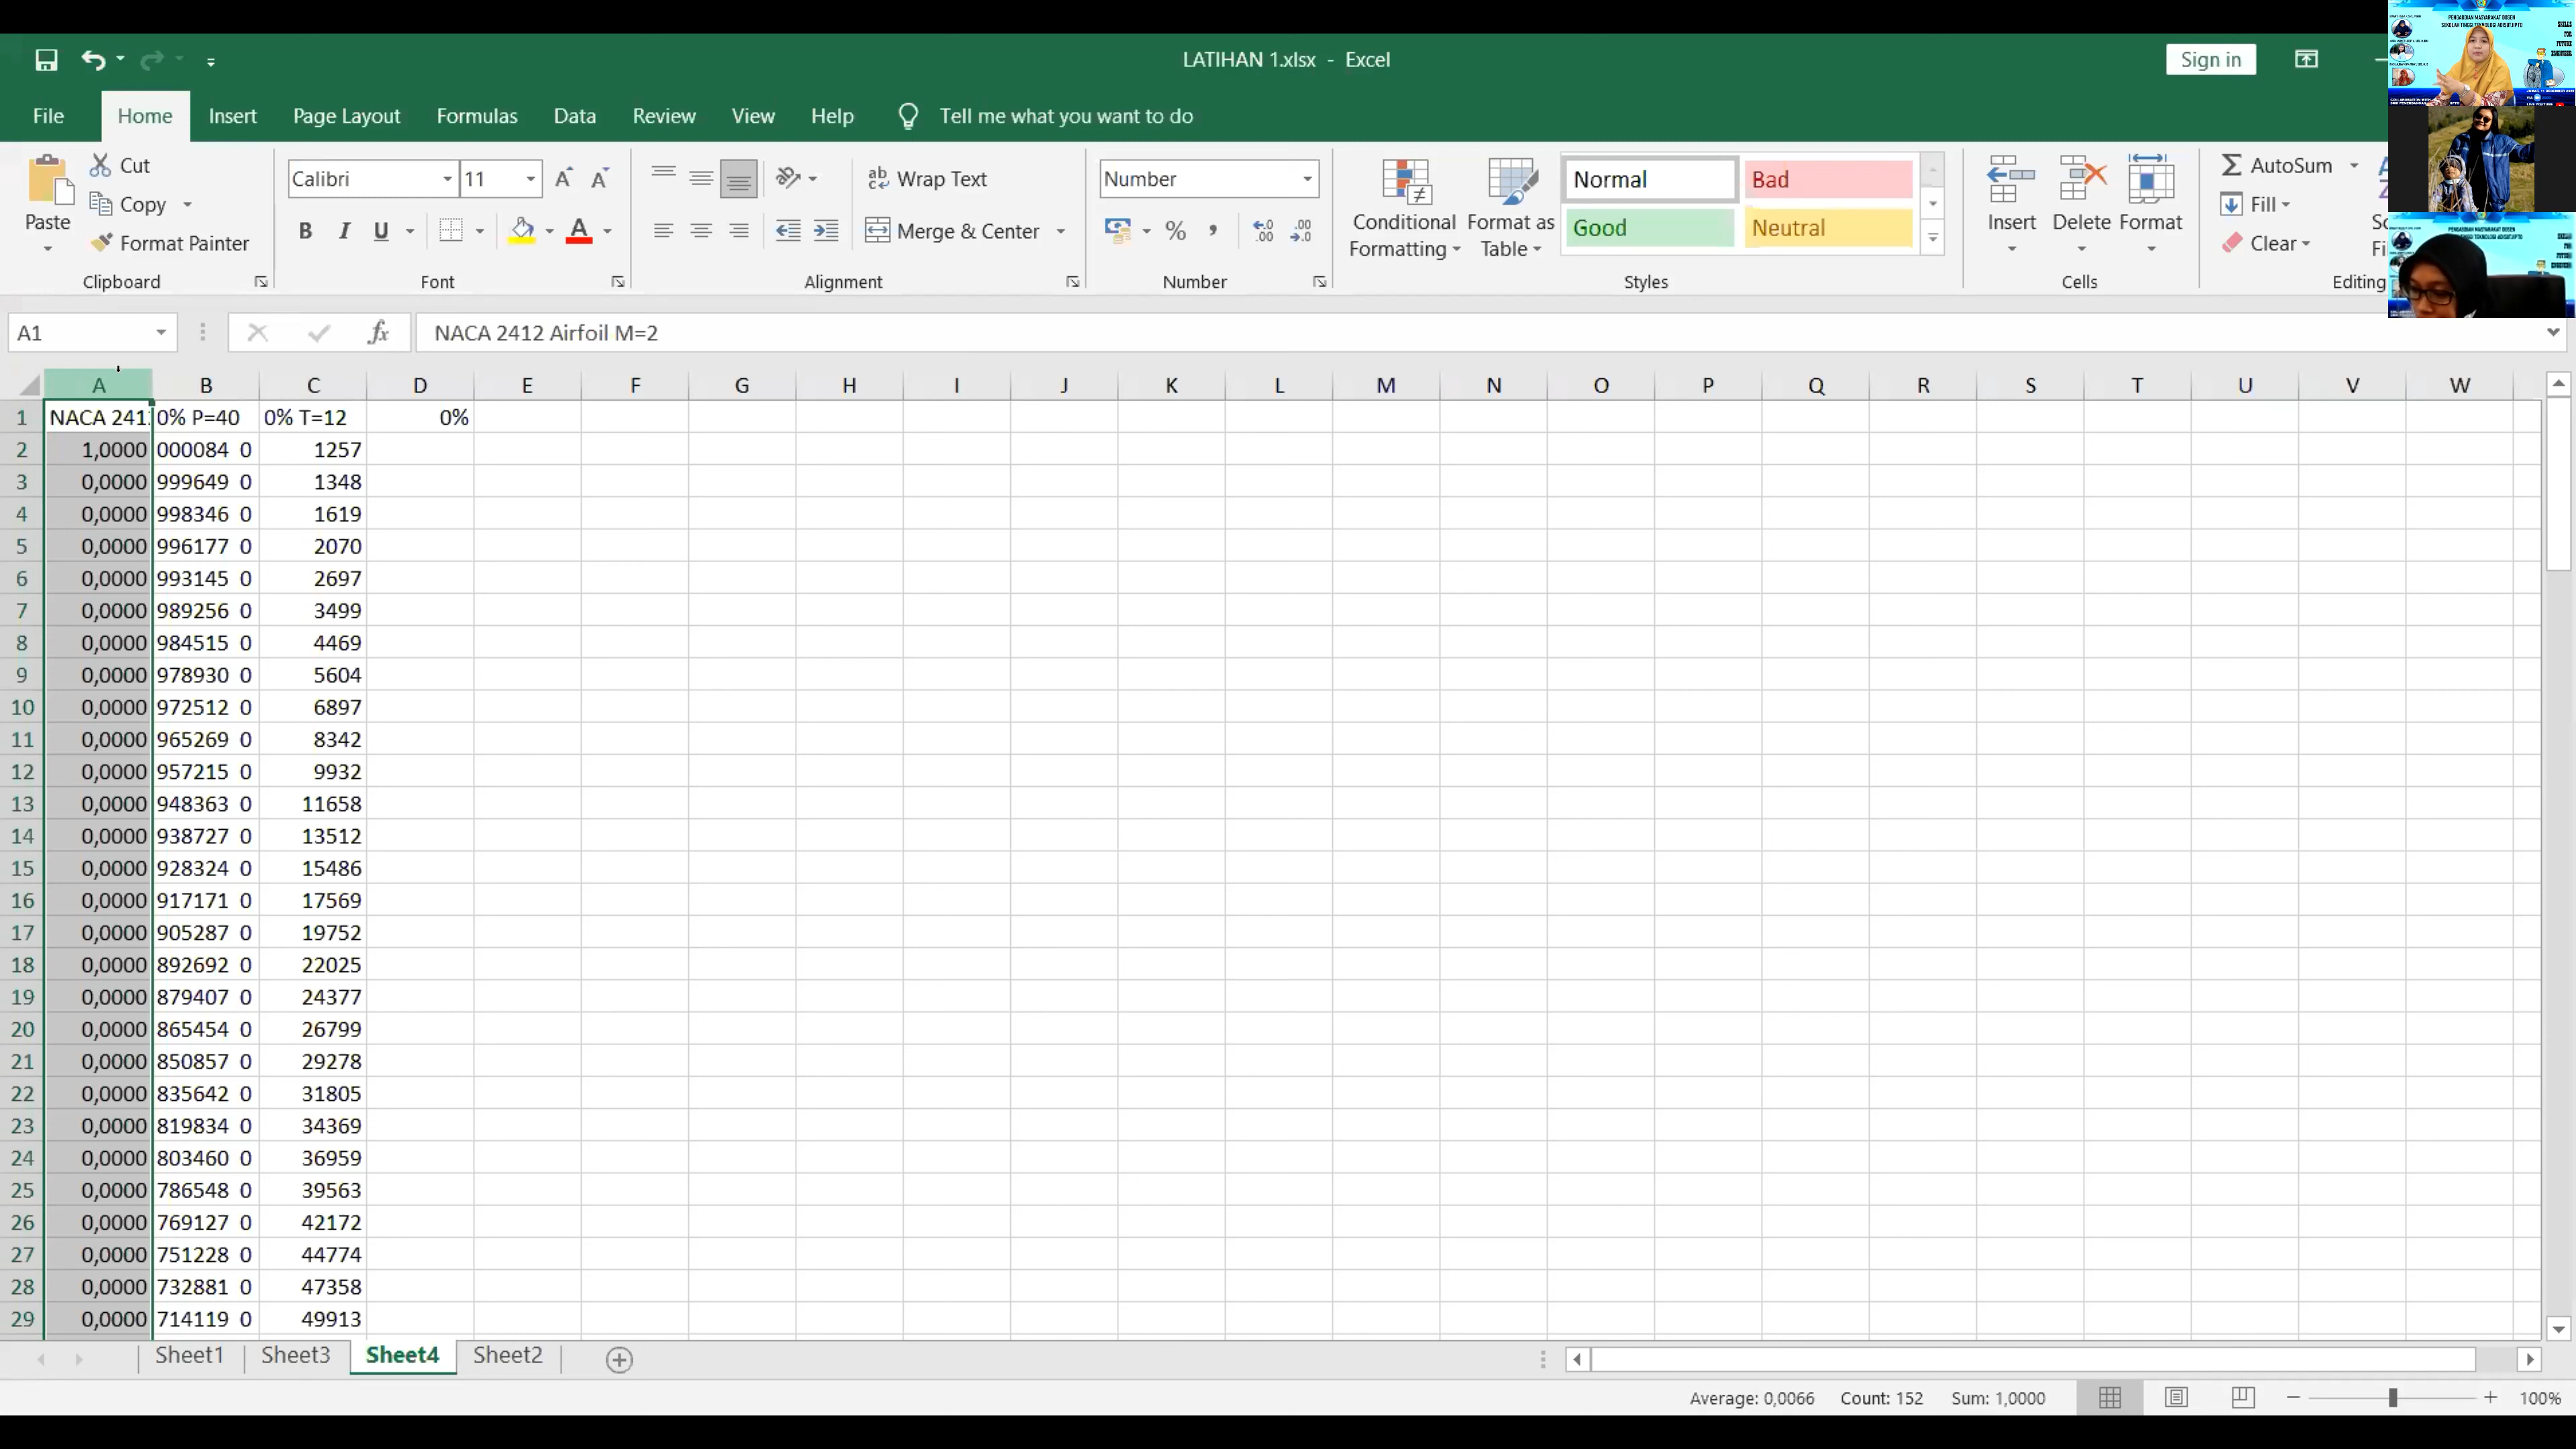 LATIHAN 1.xlsx - Excel
Sign in
File Home Insert Page Layout Formulas Data Review View Help Tell me what you want to do
Paste
Cut
Copy
Format Painter
Clipboard
Calibri 11
B I U
Font
Wrap Text
Merge & Center
Alignment
Number
%
Number
Conditional Formatting
Format as Table
Normal Bad
Good Neutral
Styles
Insert Delete Format
Cells
AutoSum
Fill
Clear
Editing
A1 fx NACA 2412 Airfoil M=2
A B C D E F G H I J K L M N O P Q R S T U V W
1 NACA 241 0% P=40 0% T=12 0%
2 1,0000 000084 0 1257
3 0,0000 999649 0 1348
4 0,0000 998346 0 1619
5 0,0000 996177 0 2070
6 0,0000 993145 0 2697
7 0,0000 989256 0 3499
8 0,0000 984515 0 4469
9 0,0000 978930 0 5604
10 0,0000 972512 0 6897
11 0,0000 965269 0 8342
12 0,0000 957215 0 9932
13 0,0000 948363 0 11658
14 0,0000 938727 0 13512
15 0,0000 928324 0 15486
16 0,0000 917171 0 17569
17 0,0000 905287 0 19752
18 0,0000 892692 0 22025
19 0,0000 879407 0 24377
20 0,0000 865454 0 26799
21 0,0000 850857 0 29278
22 0,0000 835642 0 31805
23 0,0000 819834 0 34369
24 0,0000 803460 0 36959
25 0,0000 786548 0 39563
26 0,0000 769127 0 42172
27 0,0000 751228 0 44774
28 0,0000 732881 0 47358
29 0,0000 714119 0 49913
Sheet1 Sheet3 Sheet4 Sheet2
Average: 0,0066 Count: 152 Sum: 1,0000 100%
PENGABDIAN MASYARAKAT DOSEN
SEKOLAH TINGGI TEKNOLOGI ADISUTJIPTO